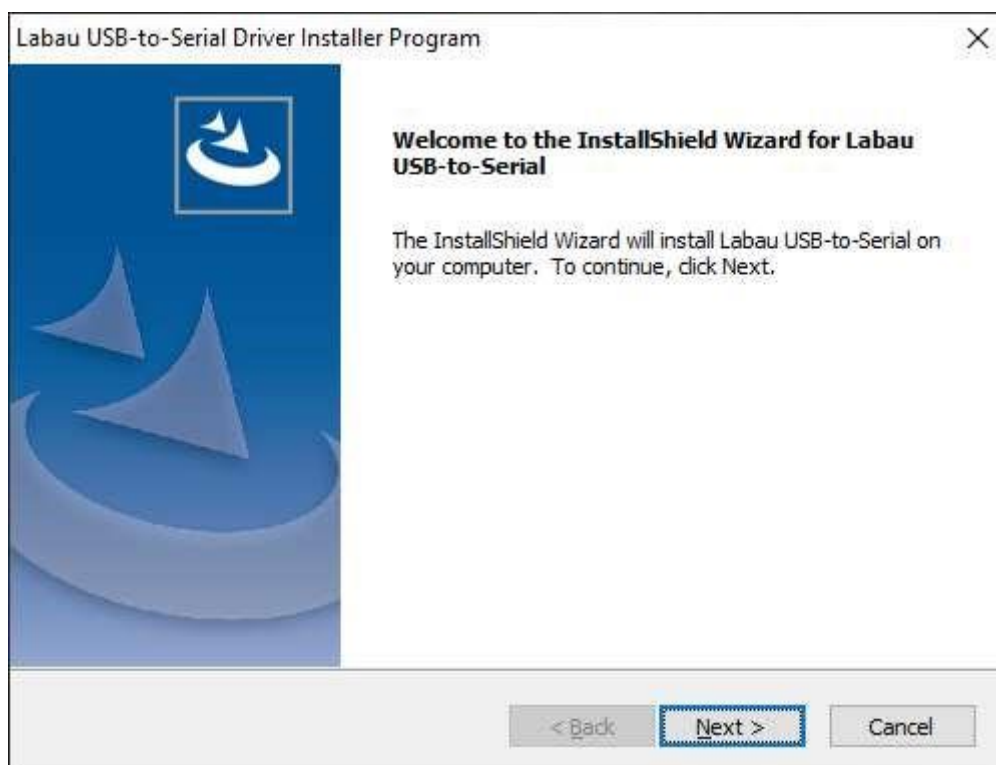 Labau USB-to-Serial Driver Installer Program
Welcome to the InstallShield Wizard for Labau
USB-to-Serial
The InstallShield Wizard will install Labau USB-to-Serial on
your computer. To continue, click Next.
< Back Next > Cancel